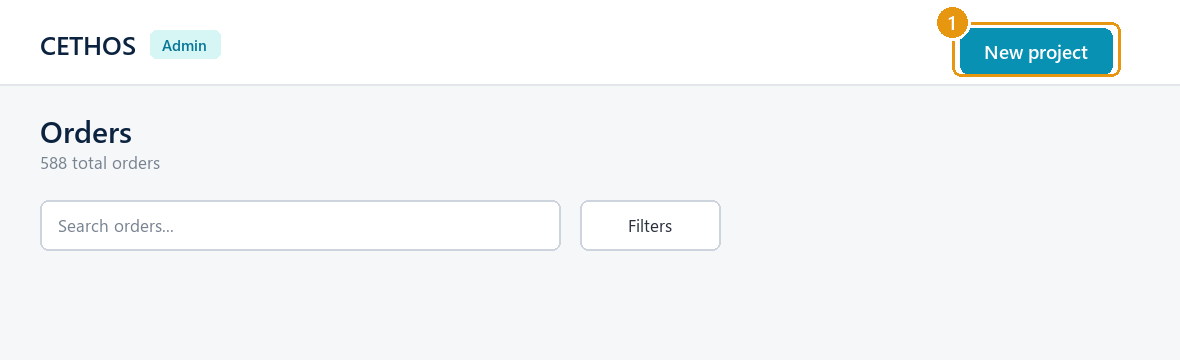 CETHOS Admin
1
New project
Orders
588 total orders
Search orders...
Filters